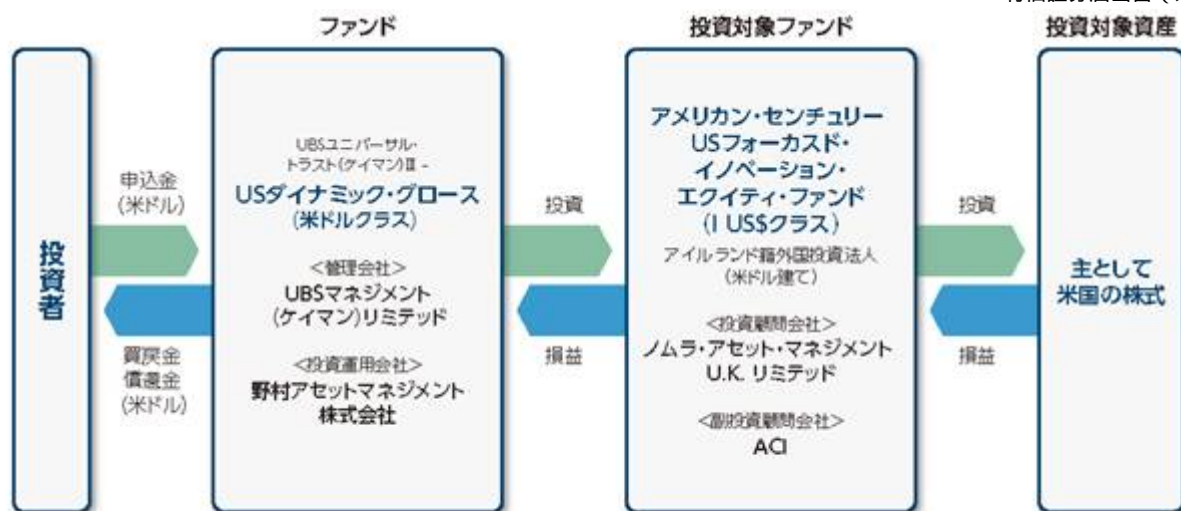 ファンド
投資対象ファンド
投資対象資産
投資者
申込金
(米ドル)
買戻金
償還金
(米ドル)
UBSユニバーサル・
トラスト(ケイマン)Ⅲ -
USダイナミック・グロース
(米ドルクラス)
<管理会社>
UBSマネジメント
(ケイマン)リミテッド
<投資運用会社>
野村アセットマネジメント
株式会社
投資
損益
アメリカン・センチュリー
USフォーカスド・
イノベーション・
エクイティ・ファンド
(I US$クラス)
アイルランド籍外国投資法人
(米ドル建て)
<投資顧問会社>
ノムラ・アセット・マネジメント
U.K. リミテッド
<副投資顧問会社>
ACI
投資
損益
主として
米国の株式